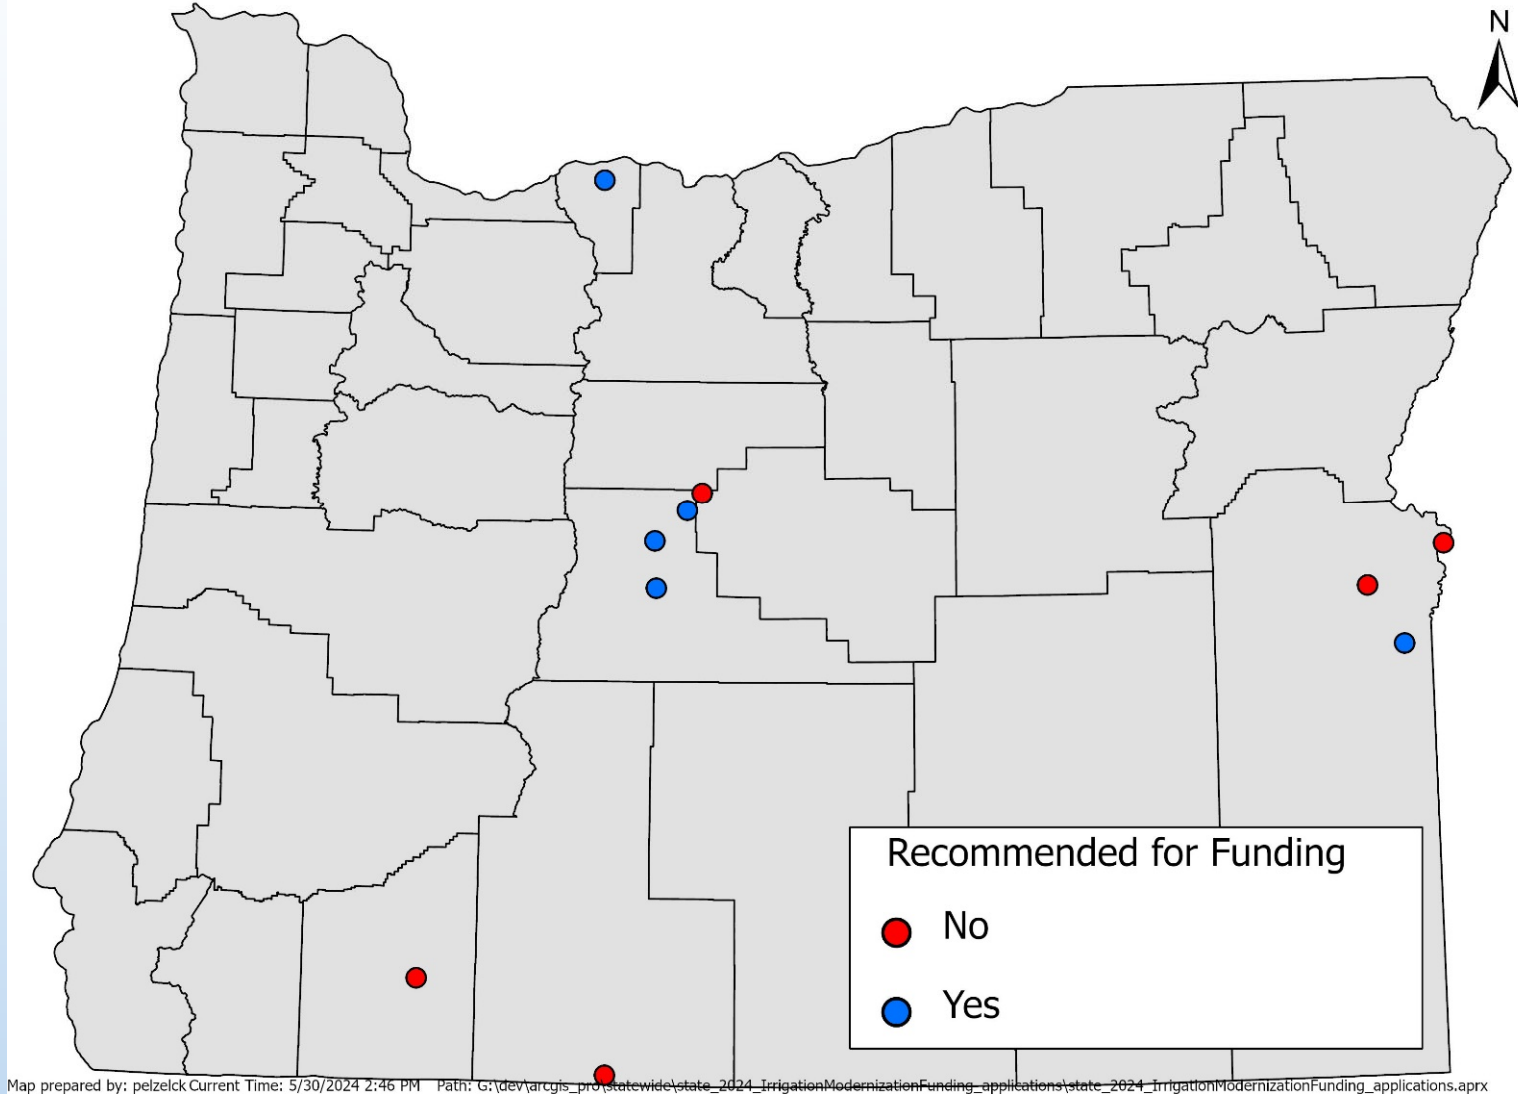 N
Recommended for Funding
No
Yes
Map prepared by: pelzelck Current Time: 5/30/2024 2:46 PM Path: G:\dev\arcgis_pro\statewide\state_2024_IrrigationModernizationFunding_applications\state_2024_IrrigationModernizationFunding_applications.aprx